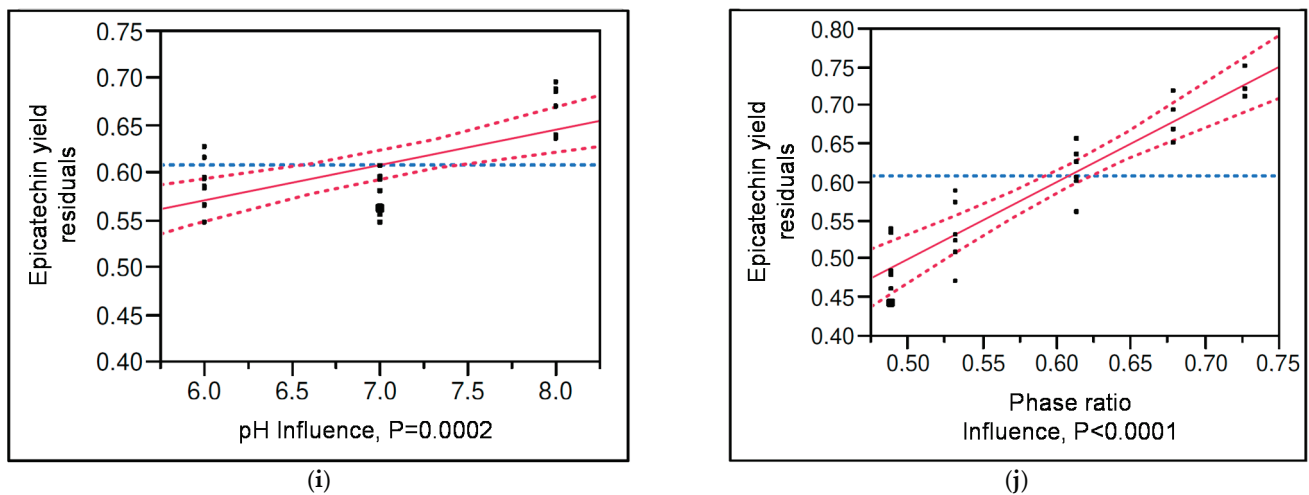 0.75
0.70
0.65
0.60
0.55
0.50
0.45
0.40
Epicatechin yield
residuals
6.0 6.5 7.0 7.5 8.0
pH Influence, P=0.0002
(i)
0.80
0.75
0.70
0.65
0.60
0.55
0.50
0.45
0.40
Epicatechin yield
residuals
0.50 0.55 0.60 0.65 0.70 0.75
Phase ratio
Influence, P<0.0001
(j)